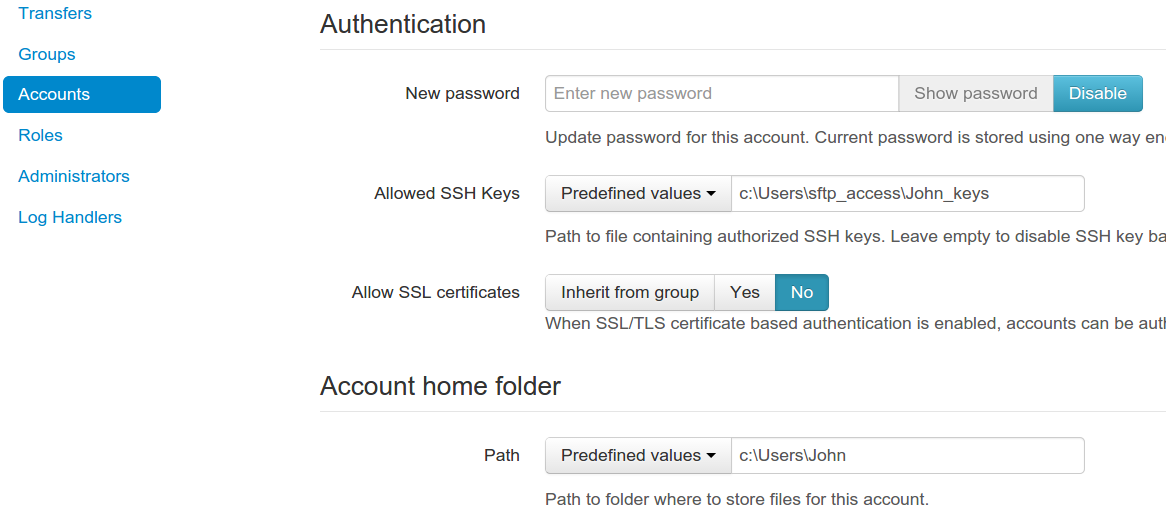 Transfers
Groups
Accounts
Roles
Administrators
Log Handlers
Authentication
New password Enter new password Show password Disable
Update password for this account. Current password is stored using one way en
Allowed SSH Keys Predefined values c:\Users\sftp_access\John_keys
Path to file containing authorized SSH keys. Leave empty to disable SSH key ba
Allow SSL certificates Inherit from group Yes No
When SSL/TLS certificate based authentication is enabled, accounts can be aut
Account home folder
Path Predefined values c:\Users\John
Path to folder where to store files for this account.